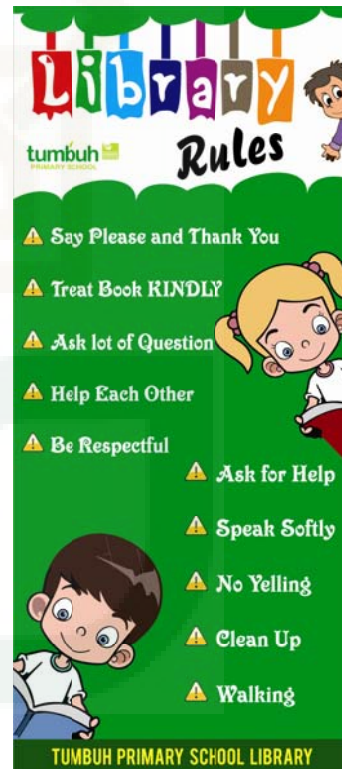 Library
Rules
tumbuh
PRIMARY SCHOOL
Say Please and Thank You
Treat Book KINDLY
Ask lot of Question
Help Each Other
Be Respectful
Ask for Help
Speak Softly
No Yelling
Clean Up
Walking
TUMBUH PRIMARY SCHOOL LIBRARY